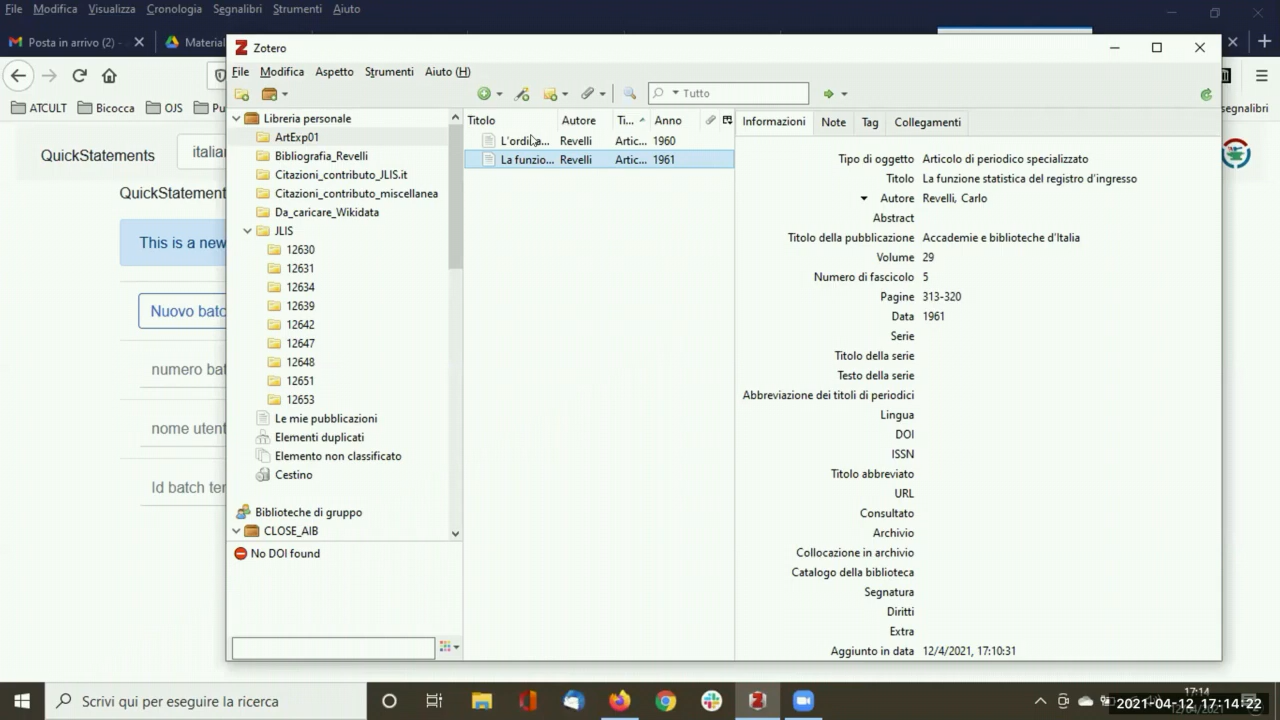 File Modifica Visualizza Cronologia Segnalibri Strumenti Aiuto
Posta in arrivo (2) -
Material
Zotero
File Modifica Aspetto Strumenti Aiuto (H)
ATCULT Bicocca OJS Pu
egnalibri
Tutto
QuickStatements
italian
QuickStatement
This is a new
Nuovo batc
numero bat
nome utent
Id batch ter
Libreria personale
ArtExp01
Bibliografia_Revelli
Citazioni_contributo_JLIS.it
Citazioni_contributo_miscellanea
Da_caricare_Wikidata
JLIS
12630
12631
12634
12639
12642
12647
12648
12651
12653
Le mie pubblicazioni
Elementi duplicati
Elemento non classificato
Cestino
Biblioteche di gruppo
CLOSE_AIB
No DOI found
Titolo Autore Ti... Anno
Revelli Artic... 1960
La funzio... Revelli Artic... 1961
Informazioni Note Tag Collegamenti
Tipo di oggetto Articolo di periodico specializzato
Titolo La funzione statistica del registro d'ingresso
Autore Revelli, Carlo
Abstract
Titolo della pubblicazione Accademie e biblioteche d'Italia
Volume 29
Numero di fascicolo 5
Pagine 313-320
Data 1961
Serie
Titolo della serie
Testo della serie
Abbreviazione dei titoli di periodici
Lingua
DOI
ISSN
Titolo abbreviato
URL
Consultato
Archivio
Collocazione in archivio
Catalogo della biblioteca
Segnatura
Diritti
Extra
Aggiunto in data 12/4/2021, 17:10:31
Scrivi qui per eseguire la ricerca
17:14
2021-04-12 17:14:22